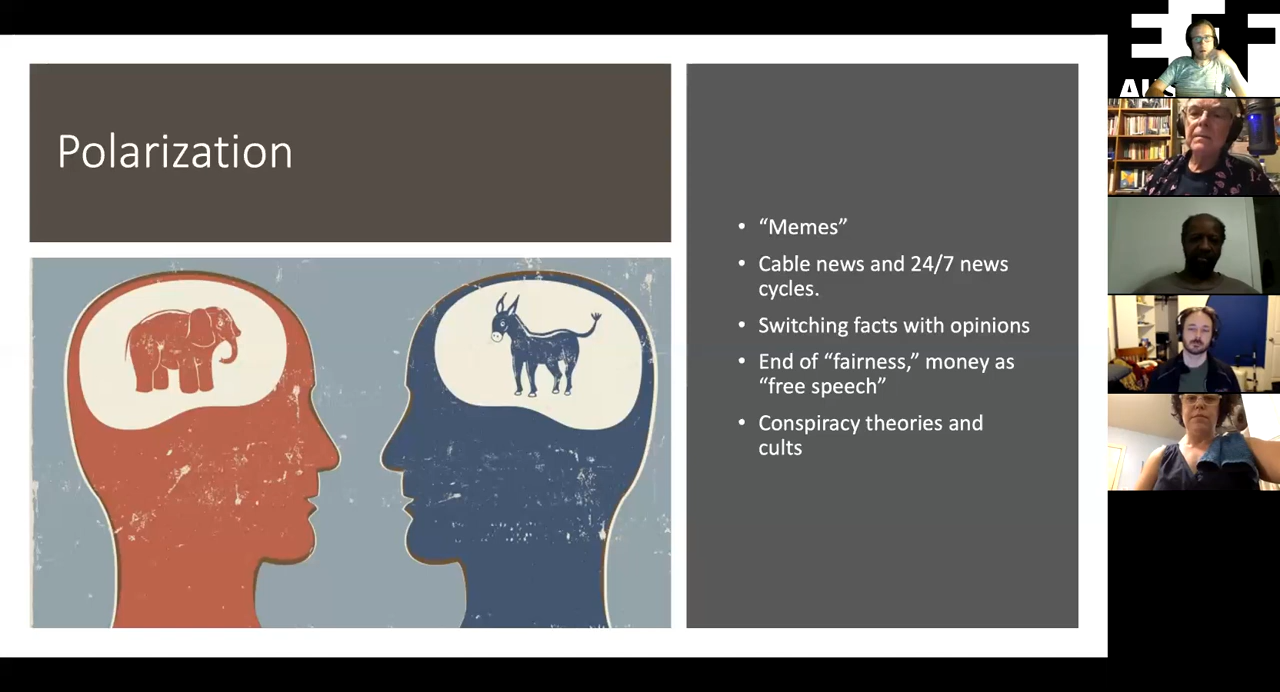 Polarization
• “Memes”
• Cable news and 24/7 news
cycles.
• Switching facts with opinions
• End of “fairness,” money as
“free speech”
• Conspiracy theories and
cults